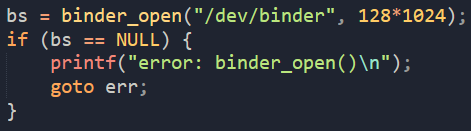 bs = binder_open("/dev/binder", 128*1024);
if (bs == NULL) {
    printf("error: binder_open()\n");
    goto err;
}